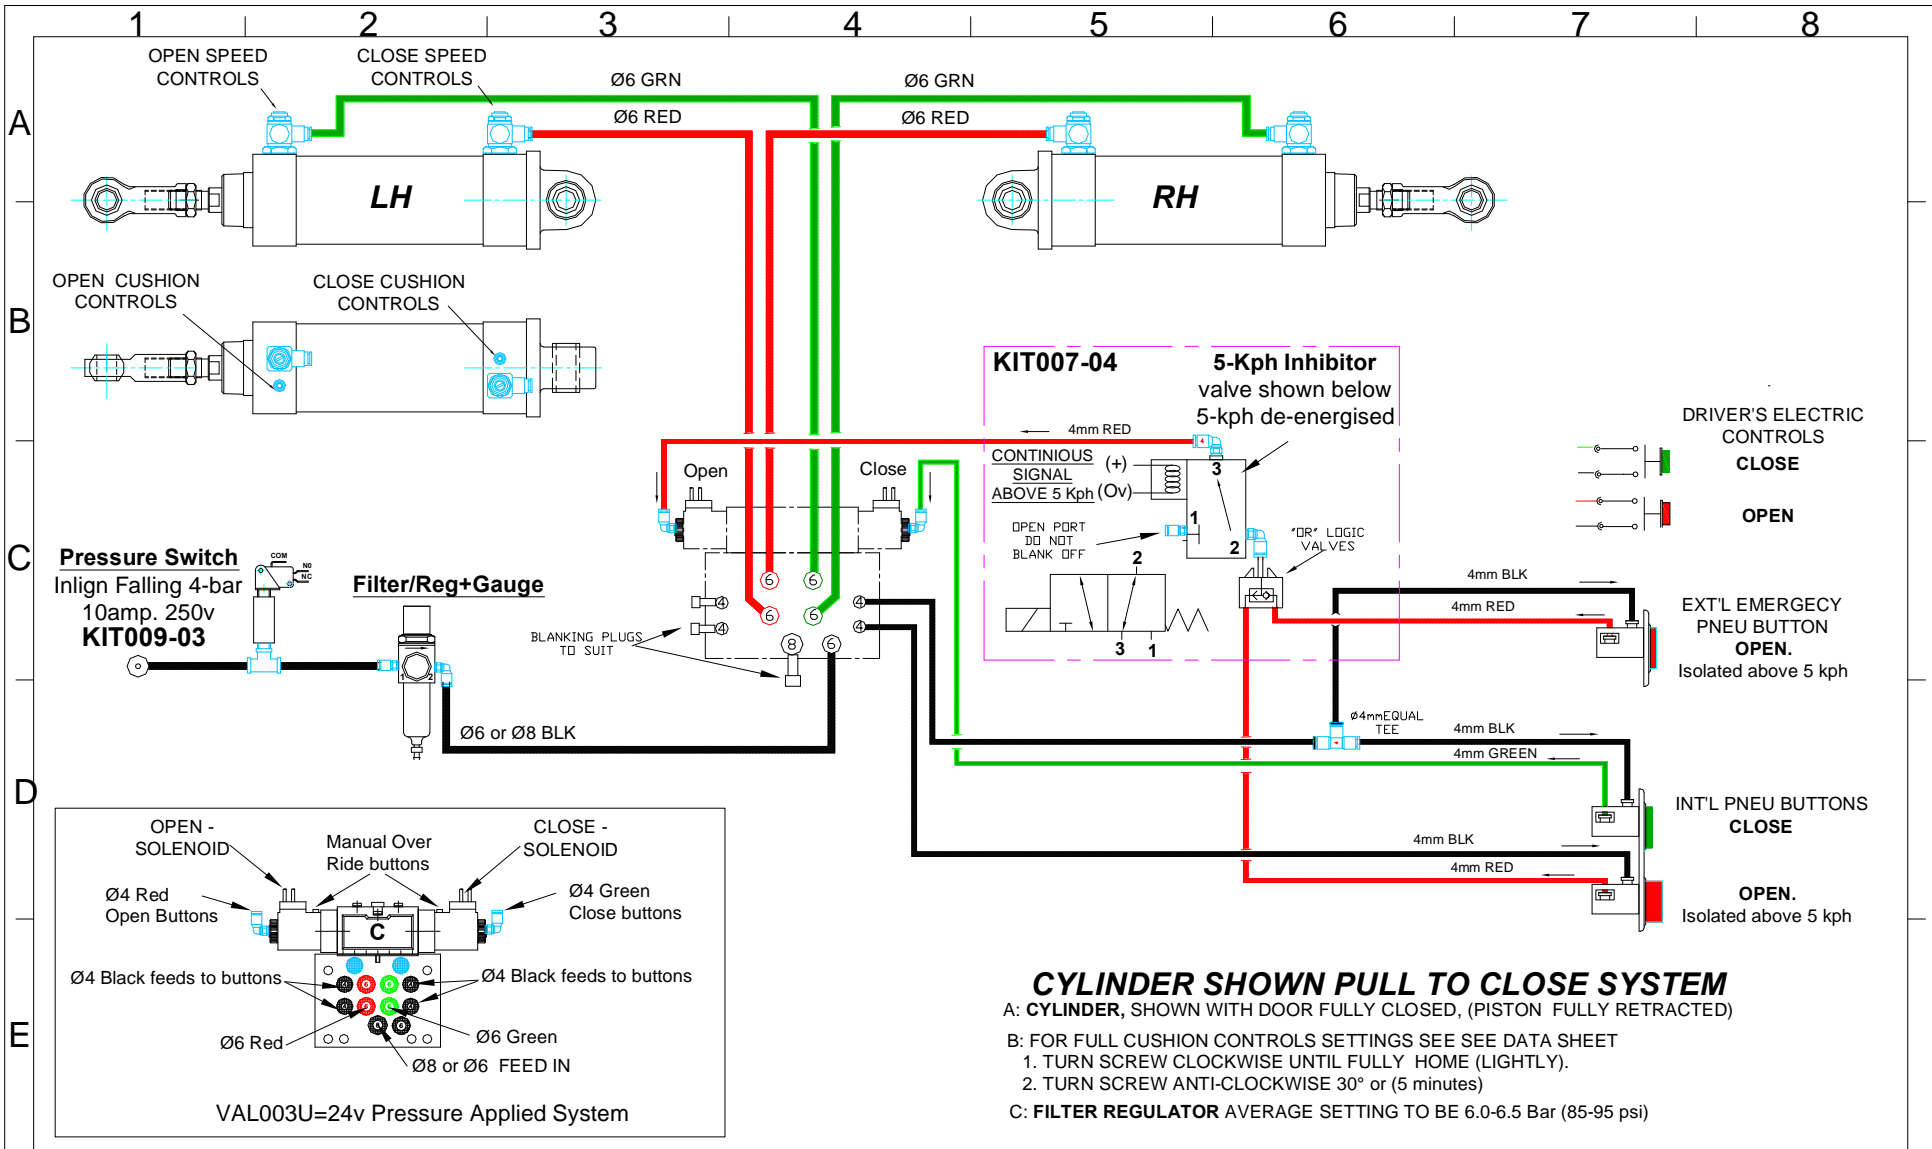 1 2 3 4 5 6 7 8
A
B
C
D
E
OPEN SPEED
CONTROLS
CLOSE SPEED
CONTROLS
Ø6 GRN
Ø6 RED
Ø6 GRN
Ø6 RED
LH
RH
OPEN CUSHION
CONTROLS
CLOSE CUSHION
CONTROLS
KIT007-04
5-Kph Inhibitor
valve shown below
5-kph de-energised
4mm RED
CONTINIOUS
SIGNAL
ABOVE 5 Kph
(+)
(Ov)
3
1
2
OPEN PORT
DO NOT
BLANK OFF
"OR" LOGIC
VALVES
2
3
1
DRIVER'S ELECTRIC
CONTROLS
CLOSE
OPEN
Open
Close
Pressure Switch
Inlign Falling 4-bar
10amp. 250v
KIT009-03
COM
NO
NC
Filter/Reg+Gauge
1 2
BLANKING PLUGS
TO SUIT
6 6
4 6 6 4
4 4
8 6
Ø6 or Ø8 BLK
4mm BLK
4mm RED
EXT'L EMERGECY
PNEU BUTTON
OPEN.
Isolated above 5 kph
Ø4mmEQUAL
TEE
4mm BLK
4mm GREEN
INT'L PNEU BUTTONS
CLOSE
4mm BLK
4mm RED
OPEN.
Isolated above 5 kph
OPEN -
SOLENOID
Manual Over
Ride buttons
CLOSE -
SOLENOID
Ø4 Red
Open Buttons
Ø4 Green
Close buttons
C
Ø4 Black feeds to buttons
Ø4 Black feeds to buttons
Ø6 Red
Ø6 Green
Ø8 or Ø6 FEED IN
VAL003U=24v Pressure Applied System
CYLINDER SHOWN PULL TO CLOSE SYSTEM
A: CYLINDER, SHOWN WITH DOOR FULLY CLOSED, (PISTON FULLY RETRACTED)
B: FOR FULL CUSHION CONTROLS SETTINGS SEE SEE DATA SHEET
1. TURN SCREW CLOCKWISE UNTIL FULLY HOME (LIGHTLY).
2. TURN SCREW ANTI-CLOCKWISE 30° or (5 minutes)
C: FILTER REGULATOR AVERAGE SETTING TO BE 6.0-6.5 Bar (85-95 psi)